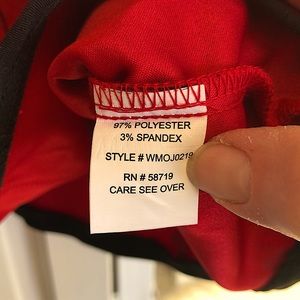 97% POLYESTER
3% SPANDEX
STYLE # WMOJ0219
RN # 58719
CARE SEE OVER